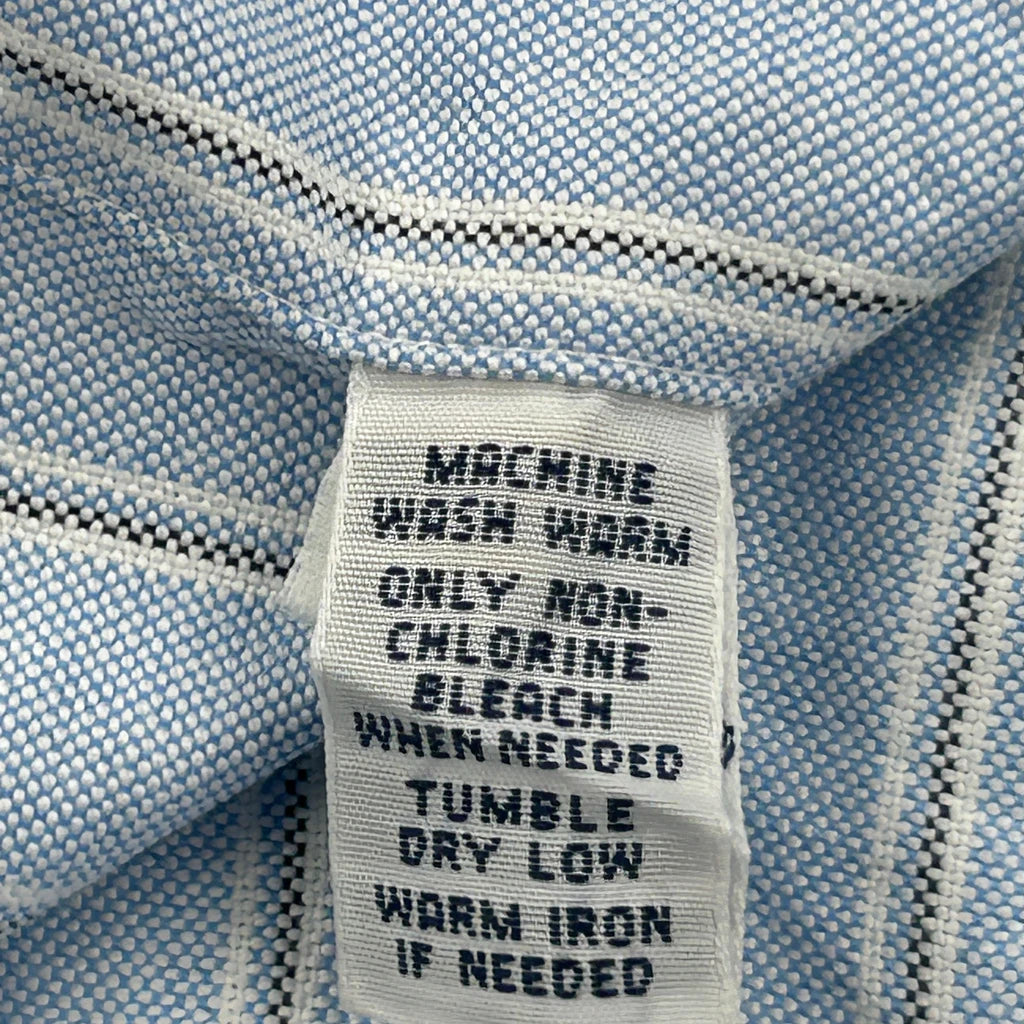 MACHINE
WASH WARM
ONLY NON-
CHLORINE
BLEACH
WHEN NEEDED
TUMBLE
DRY LOW
WARM IRON
IF NEEDED